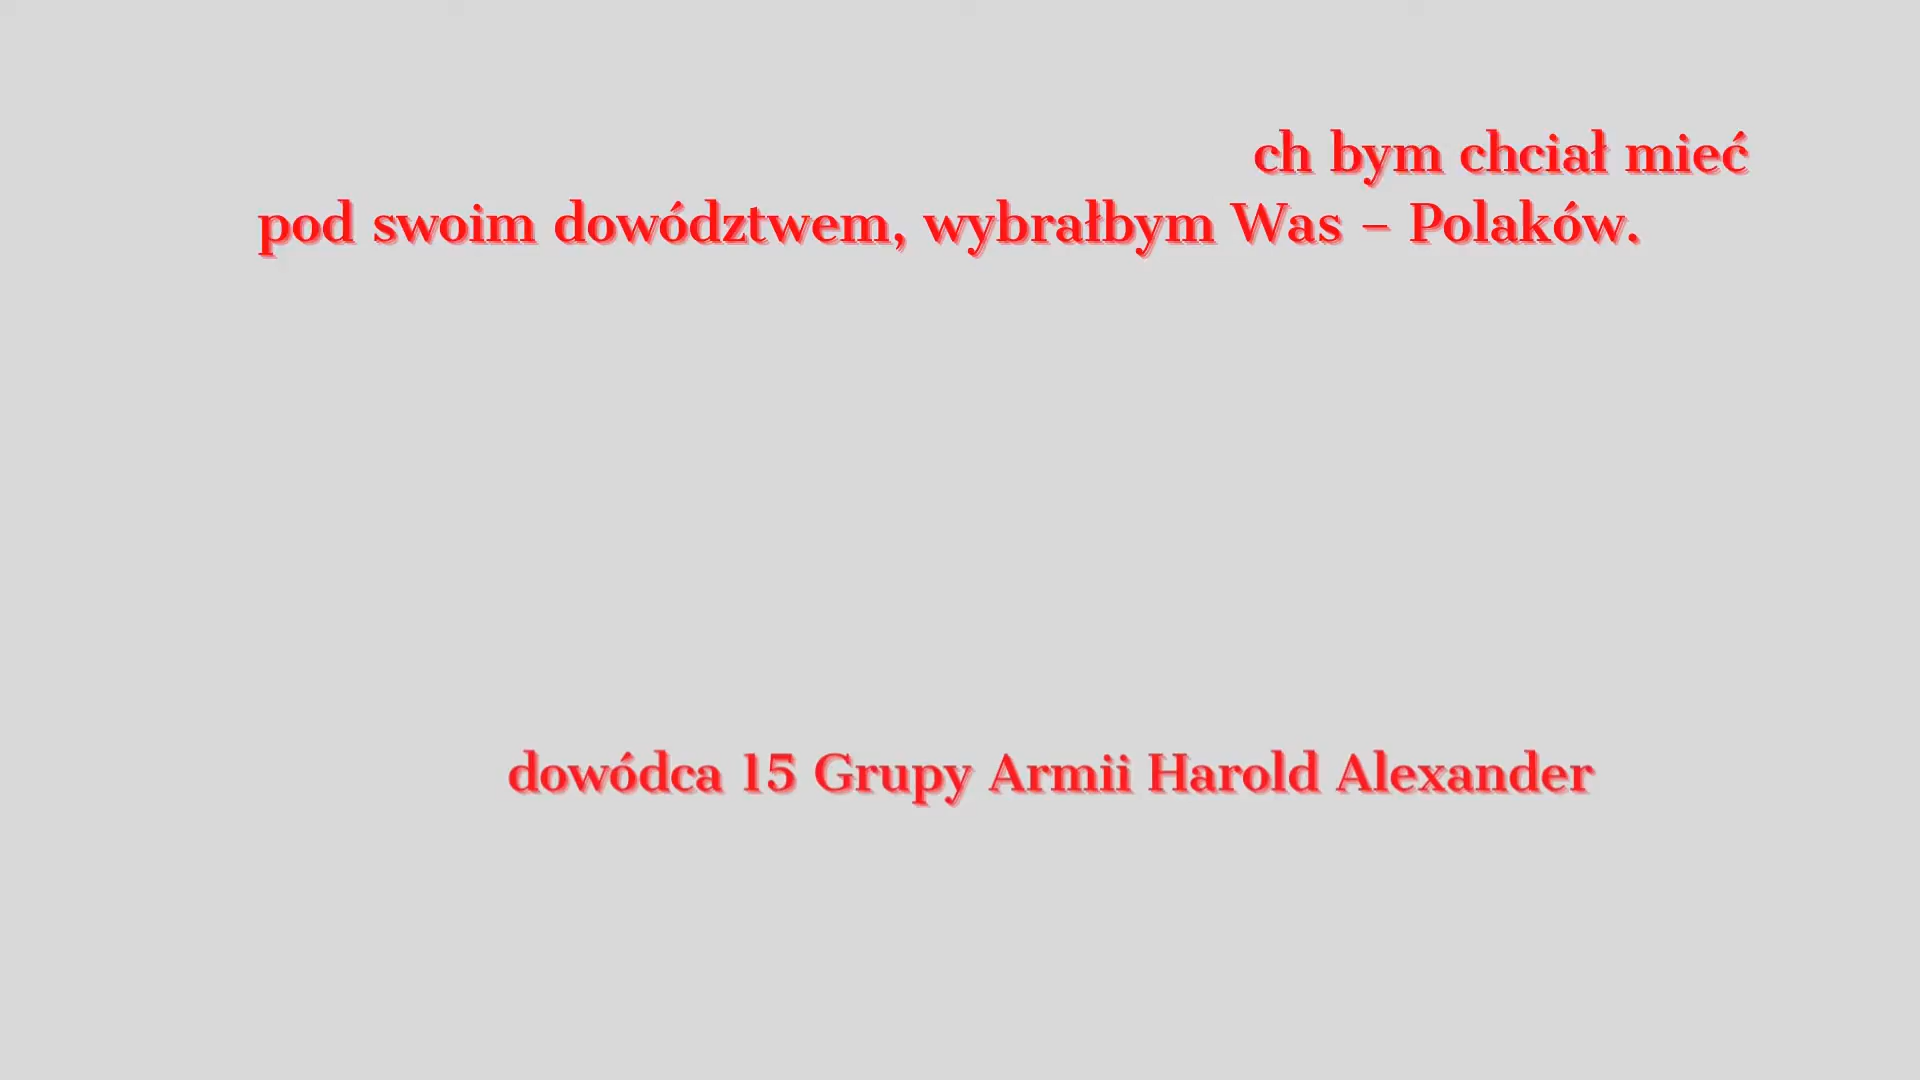 ch bym chciał mieć
pod swoim dowództwem, wybrałbym Was – Polaków.
dowódca 15 Grupy Armii Harold Alexander